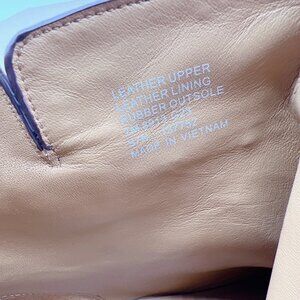 LEATHER UPPER
LEATHER LINING
RUBBER OUTSOLE
MADE IN VIETNAM